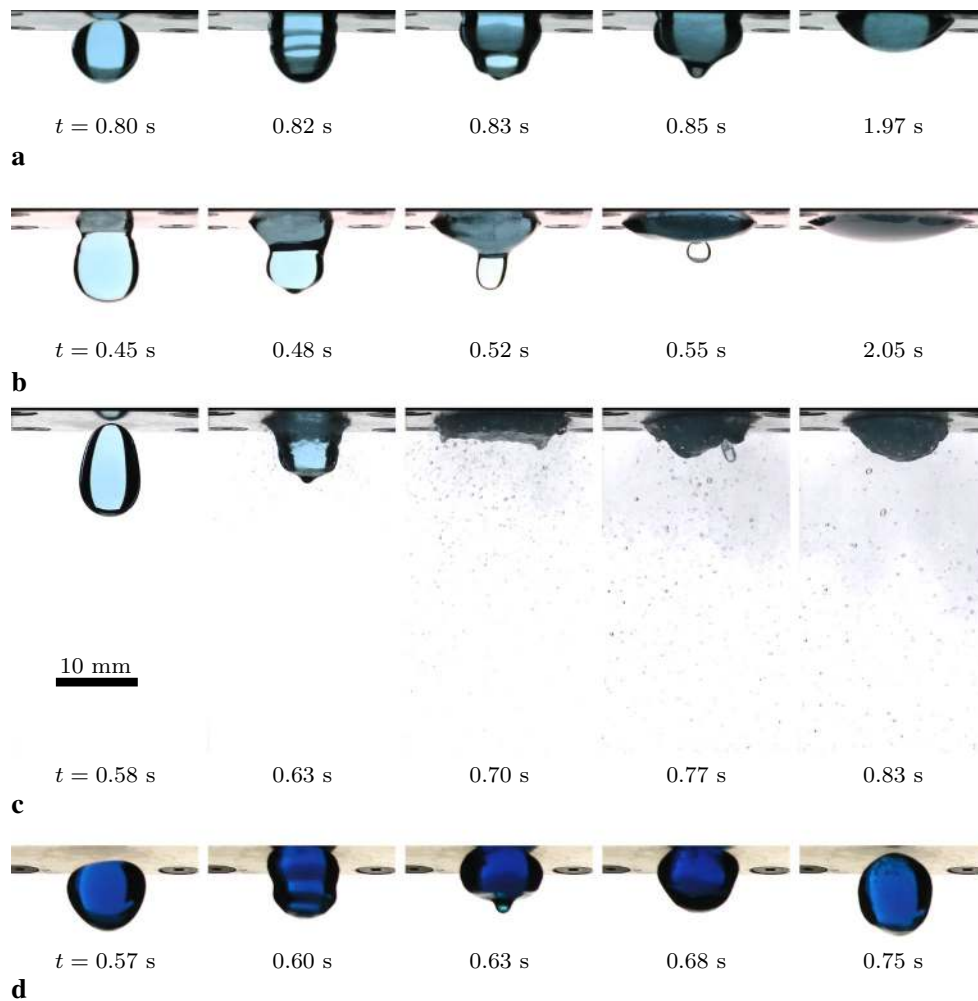 t = 0.80 s 0.82 s 0.83 s 0.85 s 1.97 s
a
t = 0.45 s 0.48 s 0.52 s 0.55 s 2.05 s
b
10 mm
t = 0.58 s 0.63 s 0.70 s 0.77 s 0.83 s
c
t = 0.57 s 0.60 s 0.63 s 0.68 s 0.75 s
d